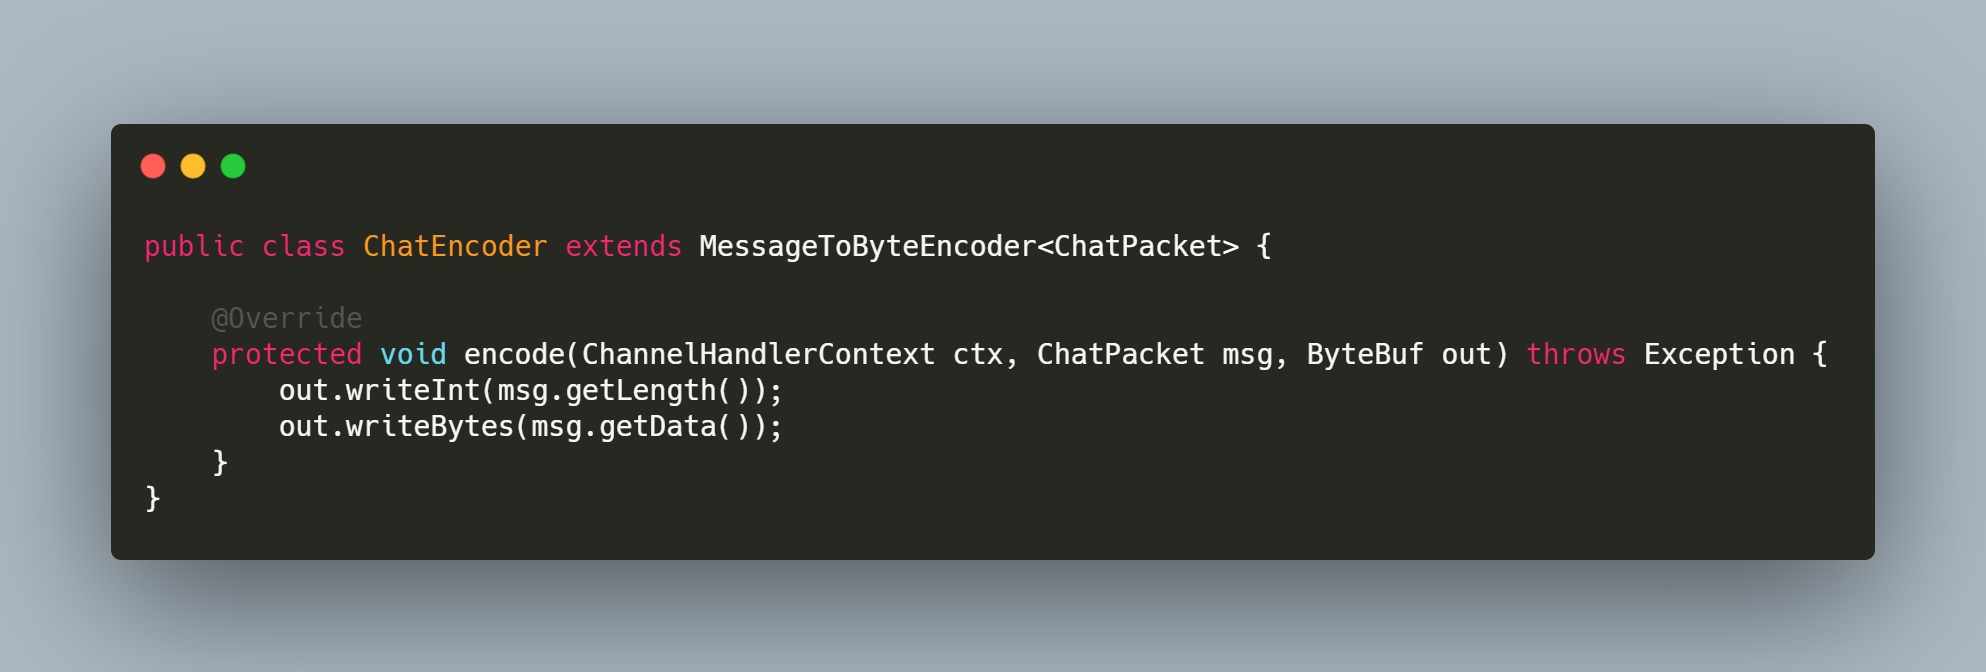 public class ChatEncoder extends MessageToByteEncoder<ChatPacket> {
@Override
protected void encode(ChannelHandlerContext ctx, ChatPacket msg, ByteBuf out) throws Exception {
out.writeInt(msg.getLength());
out.writeBytes(msg.getData());
}
}